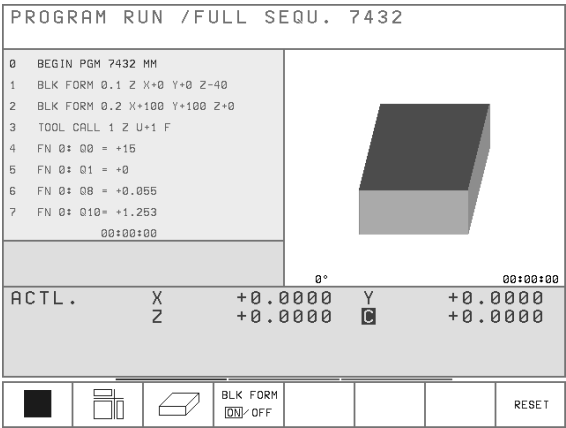 PROGRAM RUN /FULL SEQU. 7432
0 BEGIN PGM 7432 MM
1 BLK FORM 0.1 Z X+0 Y+0 Z-40
2 BLK FORM 0.2 X+100 Y+100 Z+0
3 TOOL CALL 1 Z U+1 F
4 FN 0: Q0 = +15
5 FN 0: Q1 = +0
6 FN 0: Q8 = +0.055
7 FN 0: Q10= +1.253
00:00:00
0° 00:00:00
ACTL. X +0.0000 Y +0.0000
Z +0.0000 C +0.0000
BLK FORM
ON/OFF
RESET